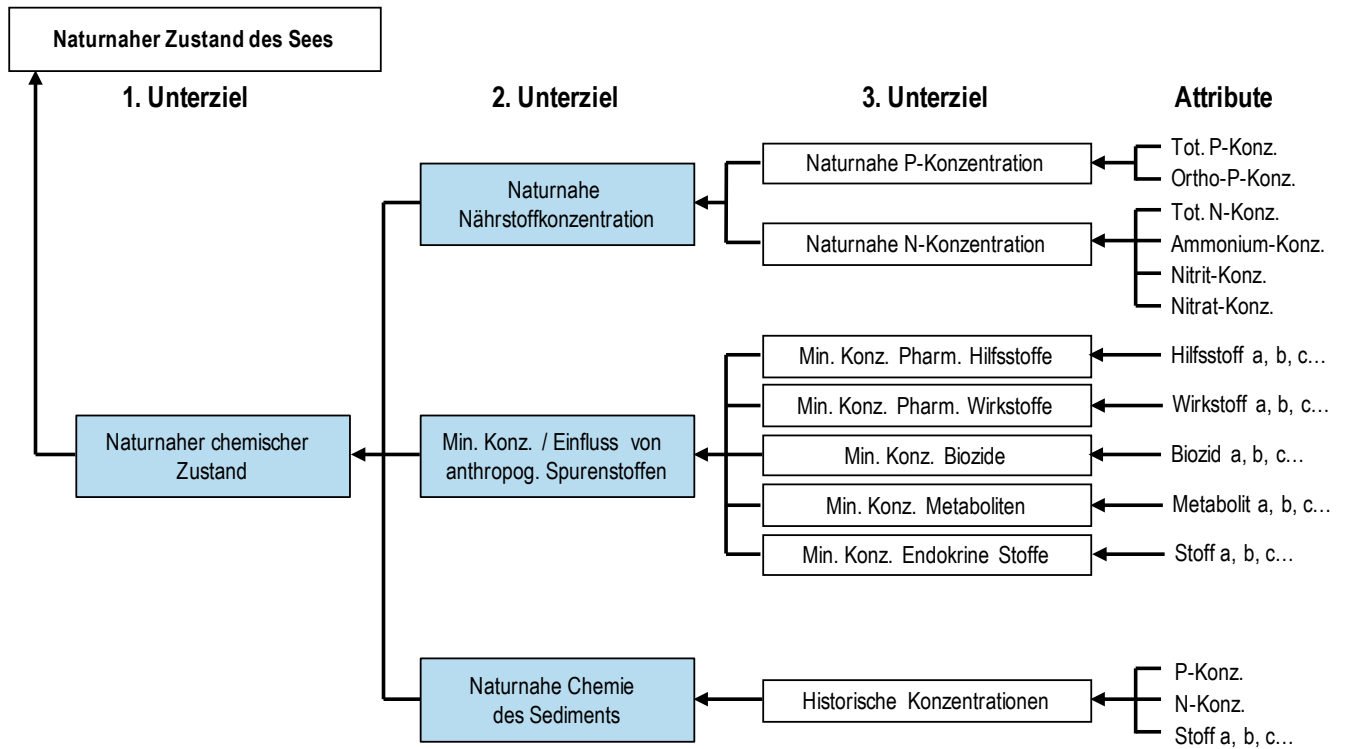 Naturnaher Zustand des Sees
1. Unterziel
2. Unterziel
3. Unterziel
Attribute
Naturnaher chemischer
Zustand
Naturnahe
Nährstoffkonzentration
Naturnahe P-Konzentration
Tot. P-Konz.
Ortho-P-Konz.
Naturnahe N-Konzentration
Tot. N-Konz.
Ammonium-Konz.
Nitrit-Konz.
Nitrat-Konz.
Min. Konz. / Einfluss von
anthropog. Spurenstoffen
Min. Konz. Pharm. Hilfsstoffe
Hilfsstoff a, b, c...
Min. Konz. Pharm. Wirkstoffe
Wirkstoff a, b, c...
Min. Konz. Biozide
Biozid a, b, c...
Min. Konz. Metaboliten
Metabolit a, b, c...
Min. Konz. Endokrine Stoffe
Stoff a, b, c...
Naturnahe Chemie
des Sediments
Historische Konzentrationen
P-Konz.
N-Konz.
Stoff a, b, c...